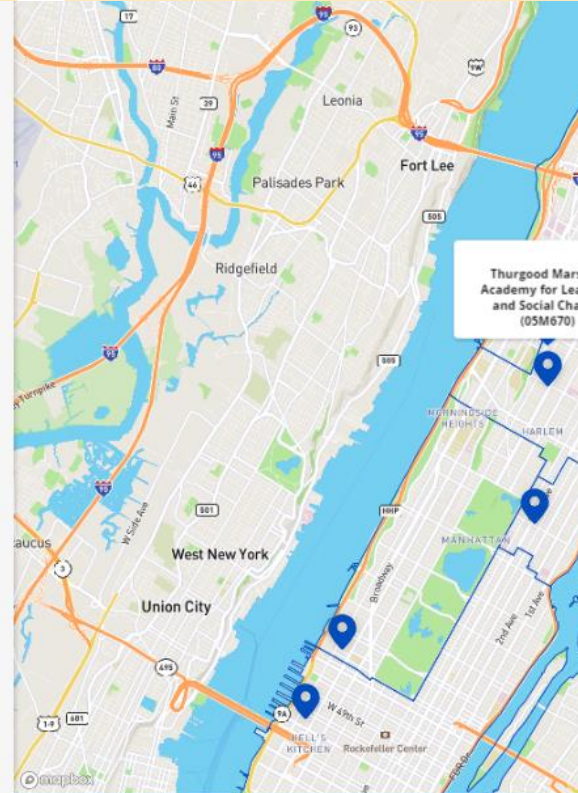 17
95
93
80
9W
Main St
39
Leonia
95
95
Fort Lee
46
Palisades Park
505
Ridgefield
Thurgood Mars
Academy for Lea
and Social Cha
(05M670)
95
505
Turnpike
MORNINGSIDE
HEIGHTS
HARLEM
95
W Side Ave
501
HHP
MANHATTAN
aucus
West New York
3
Broadway
Union City
2nd Ave
1st Ave
495
9A
W 49th St
1-9
681
HELL'S
KITCHEN
Rockefeller Center
FDR Dr
mapbox